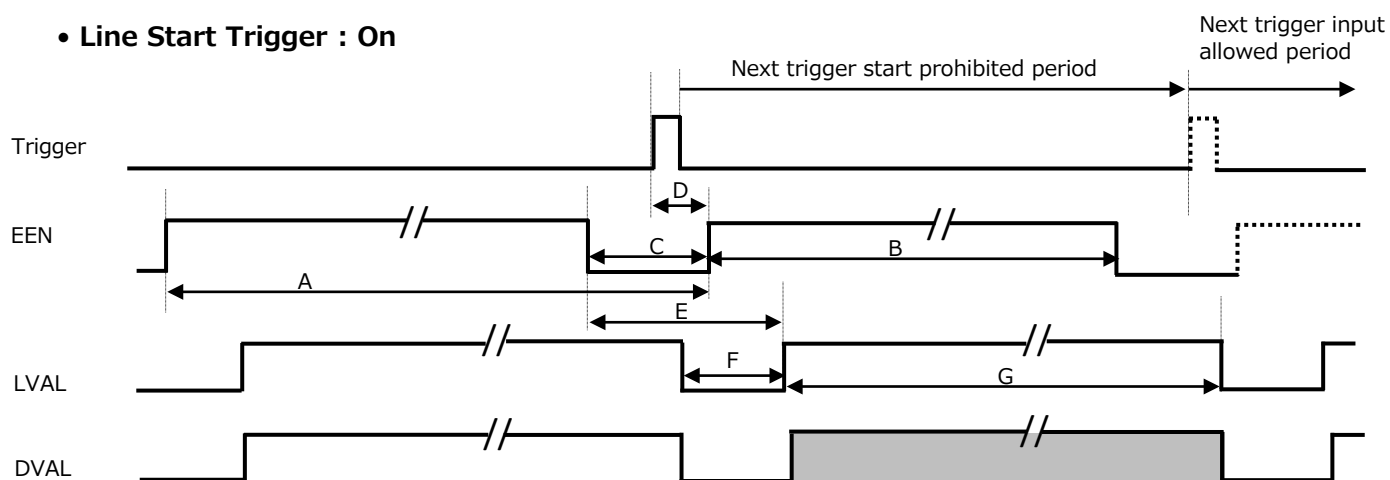 • Line Start Trigger : On
Next trigger input
allowed period
Next trigger start prohibited period
Trigger
D
EEN
C
B
A
E
F
LVAL
G
DVAL